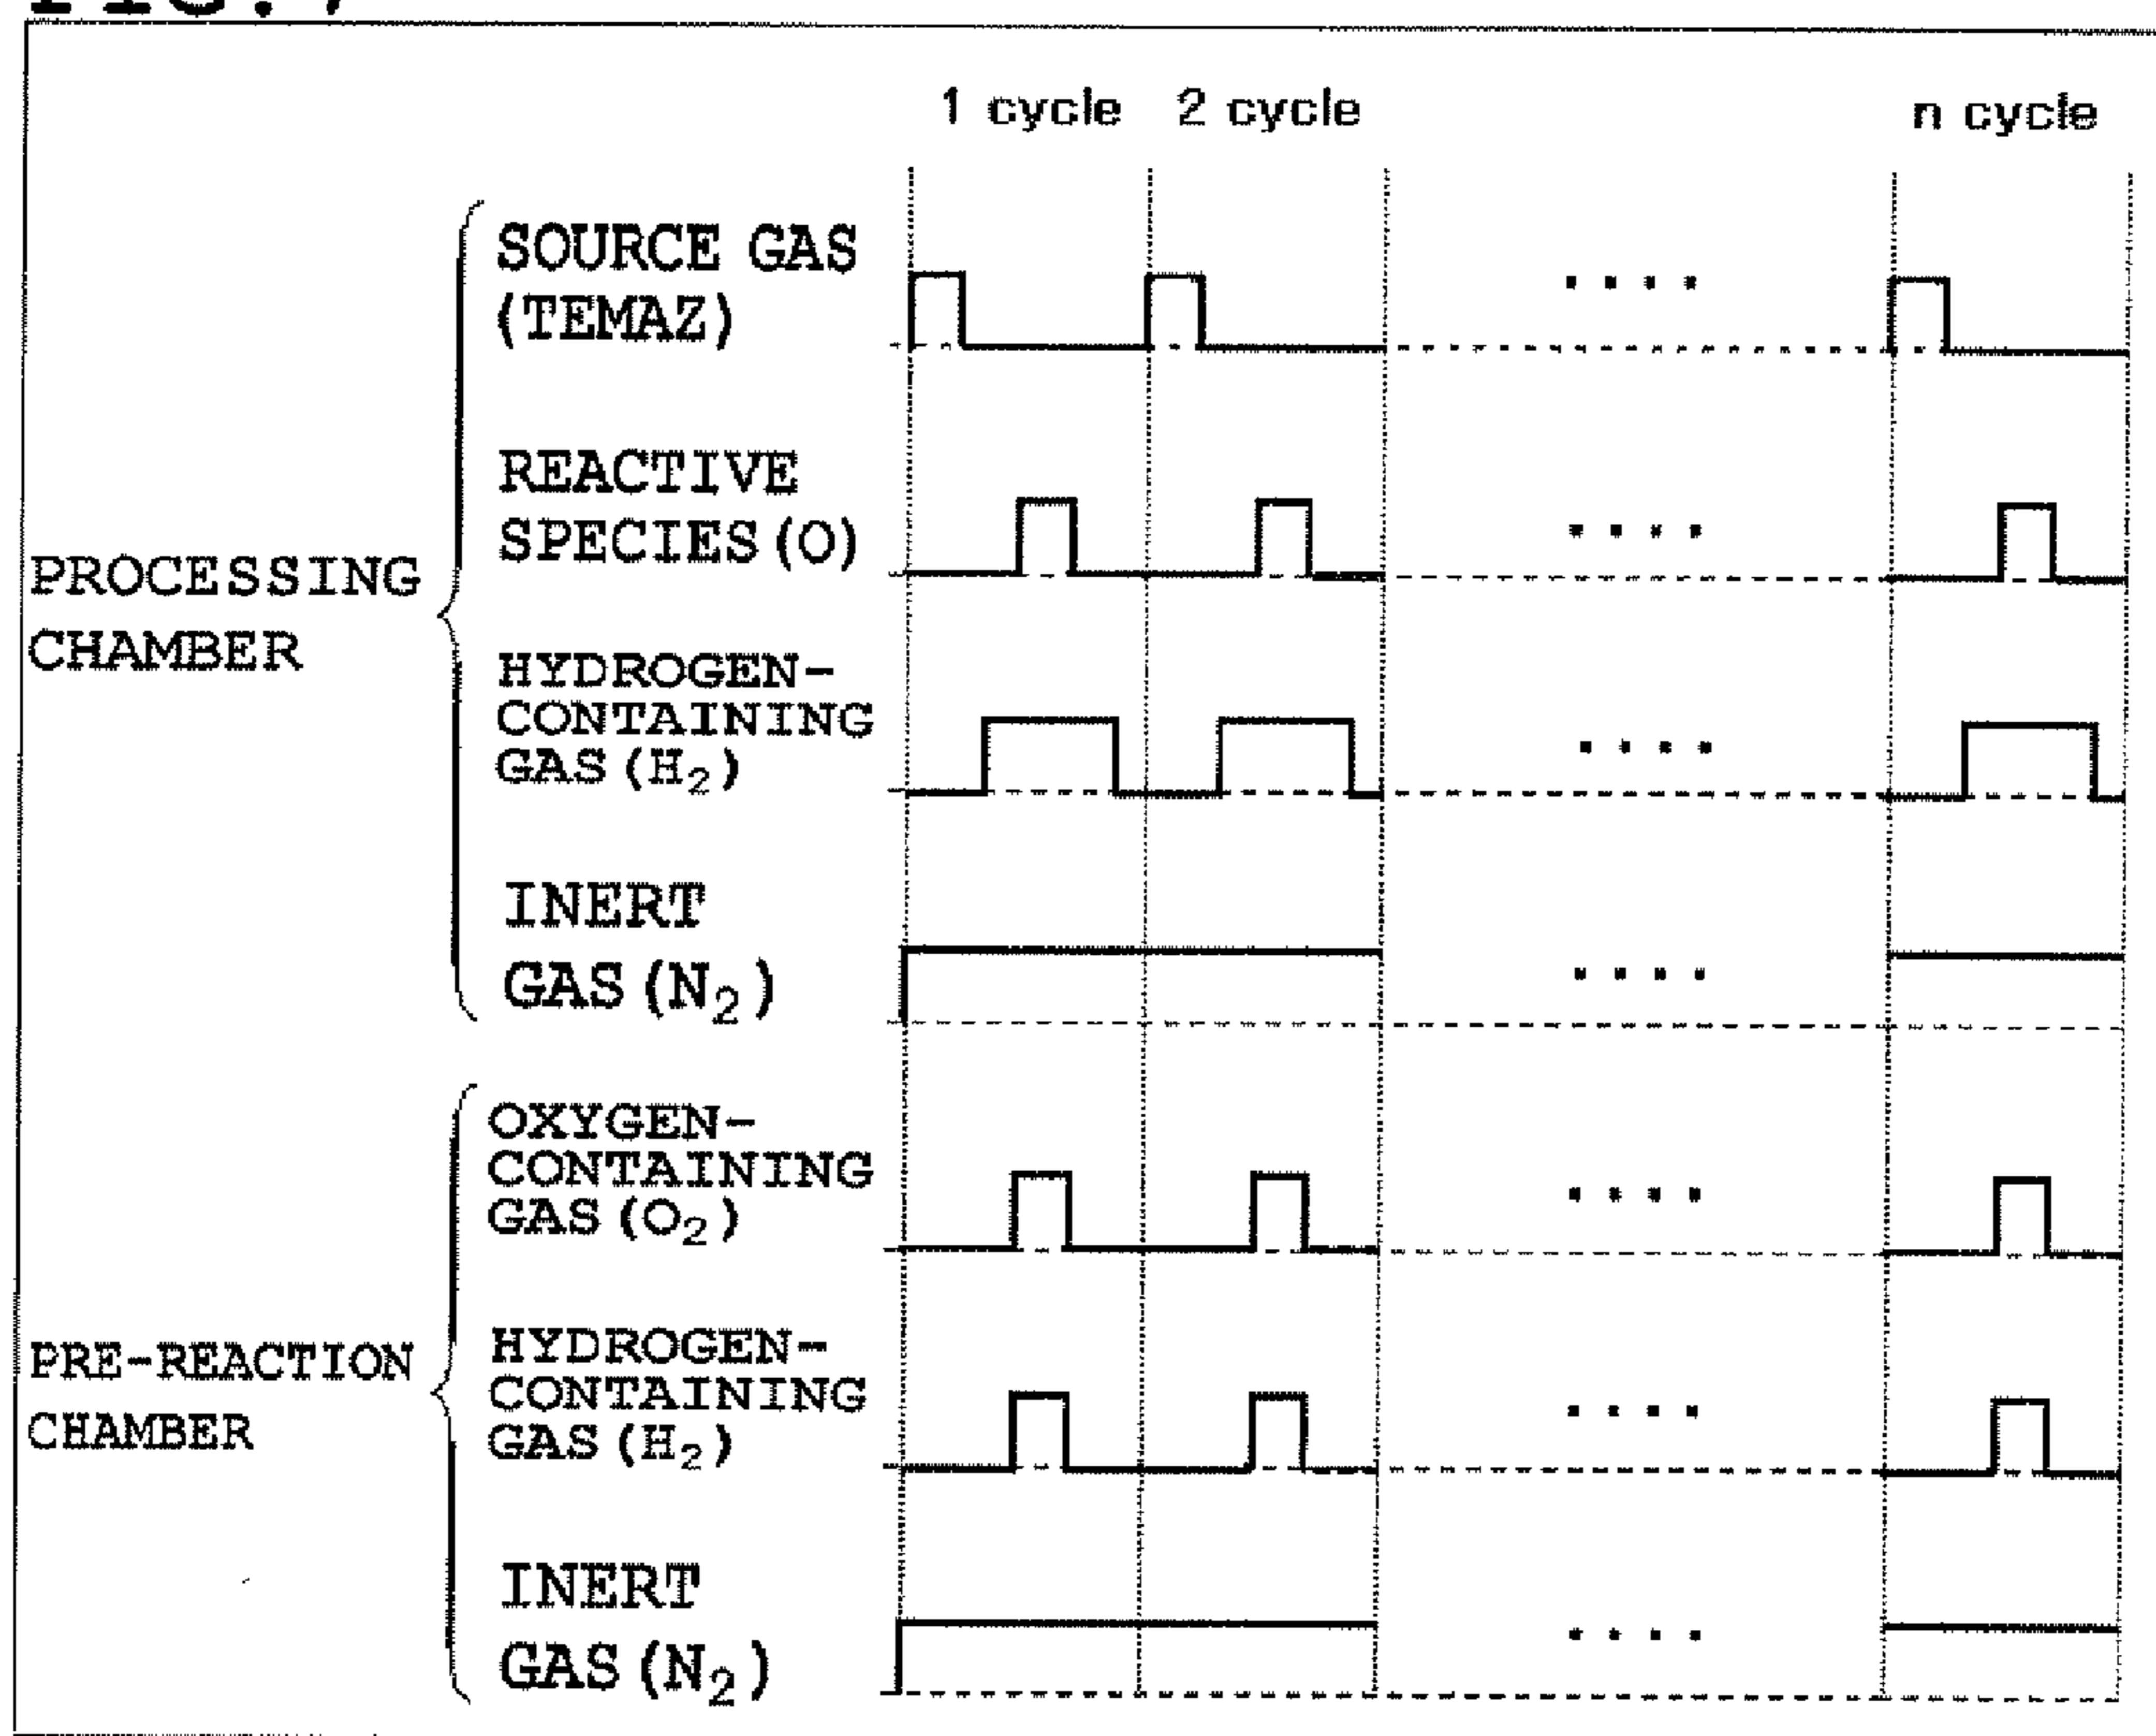 1 cycle 2 cycle n cycle
SOURCE GAS
(TEMAZ)
REACTIVE
SPECIES(O)
PROCESSING
CHAMBER
HYDROGEN-
CONTAINING
GAS(H₂)
INERT
GAS(N₂)
OXYGEN-
CONTAINING
GAS(O₂)
PRE-REACTION
CHAMBER
HYDROGEN-
CONTAINING
GAS(H₂)
INERT
GAS(N₂)